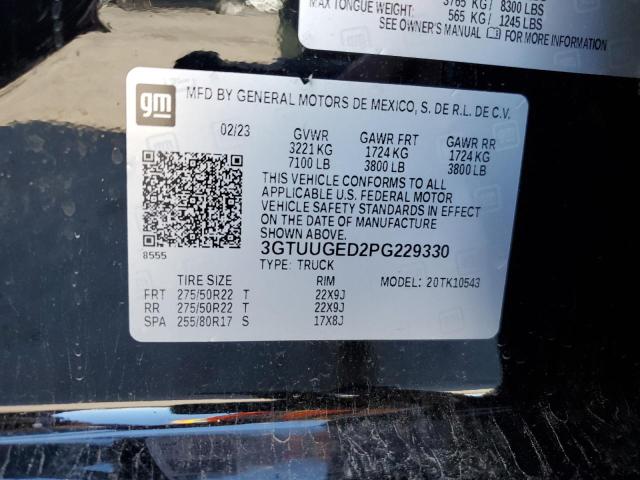 3765 KG / 8300 LBS
MAX TONGUE WEIGHT: 565 KG / 1245 LBS
SEE OWNER'S MANUAL FOR MORE INFORMATION
gm
MFD BY GENERAL MOTORS DE MEXICO, S. DE R.L. DE C.V.
02/23 GVWR GAWR FRT GAWR RR
3221 KG 1724 KG 1724 KG
7100 LB 3800 LB 3800 LB
THIS VEHICLE CONFORMS TO ALL
APPLICABLE U.S. FEDERAL MOTOR
VEHICLE SAFETY STANDARDS IN EFFECT
ON THE DATE OF MANUFACTURE
SHOWN ABOVE.
8555
3GTUUGED2PG229330
TYPE: TRUCK
MODEL: 20TK10543
TIRE SIZE RIM
FRT 275/50R22 T 22X9J
RR 275/50R22 T 22X9J
SPA 255/80R17 S 17X8J